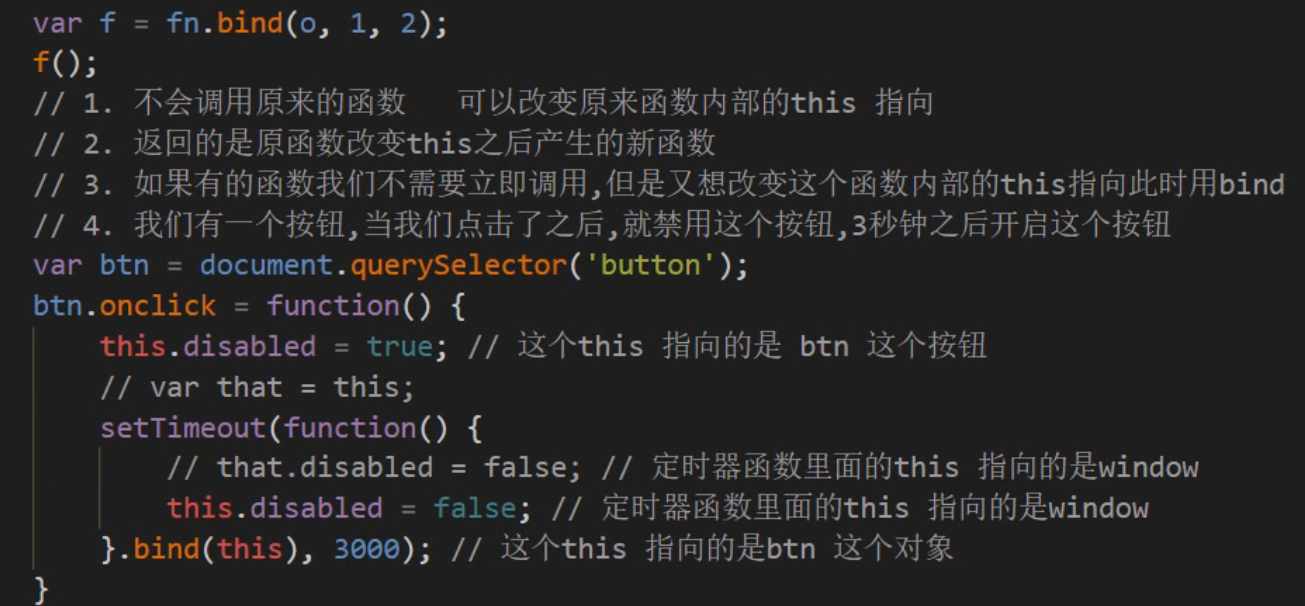 var f = fn.bind(o, 1, 2);
f();
// 1. 不会调用原来的函数   可以改变原来函数内部的this 指向
// 2. 返回的是原函数改变this之后产生的新函数
// 3. 如果有的函数我们不需要立即调用,但是又想改变这个函数内部的this指向此时用bind
// 4. 我们有一个按钮,当我们点击了之后,就禁用这个按钮,3秒钟之后开启这个按钮
var btn = document.querySelector('button');
btn.onclick = function() {
    this.disabled = true; // 这个this 指向的是 btn 这个按钮
    // var that = this;
    setTimeout(function() {
        // that.disabled = false; // 定时器函数里面的this 指向的是window
        this.disabled = false; // 定时器函数里面的this 指向的是window
    }.bind(this), 3000); // 这个this 指向的是btn 这个对象
}